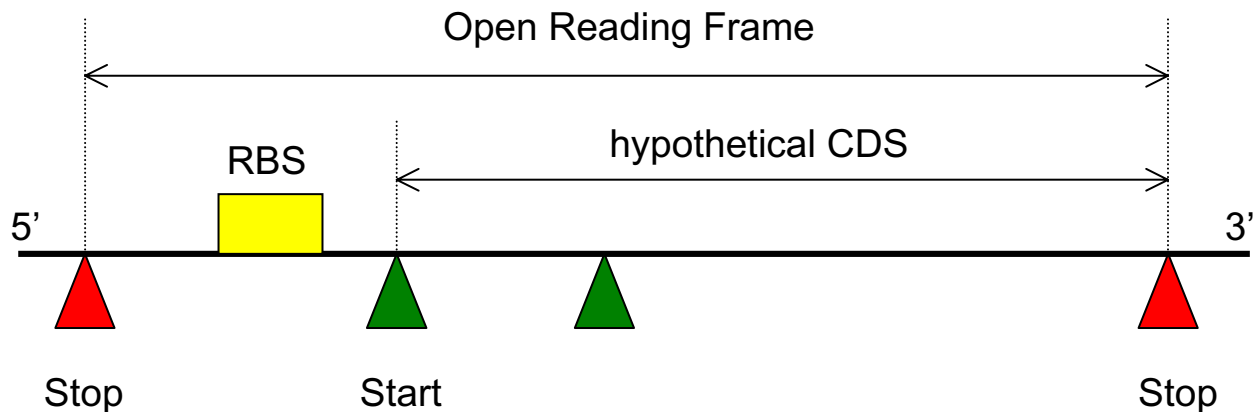 Open Reading Frame
hypothetical CDS
RBS
5’
3’
Stop
Start
Stop